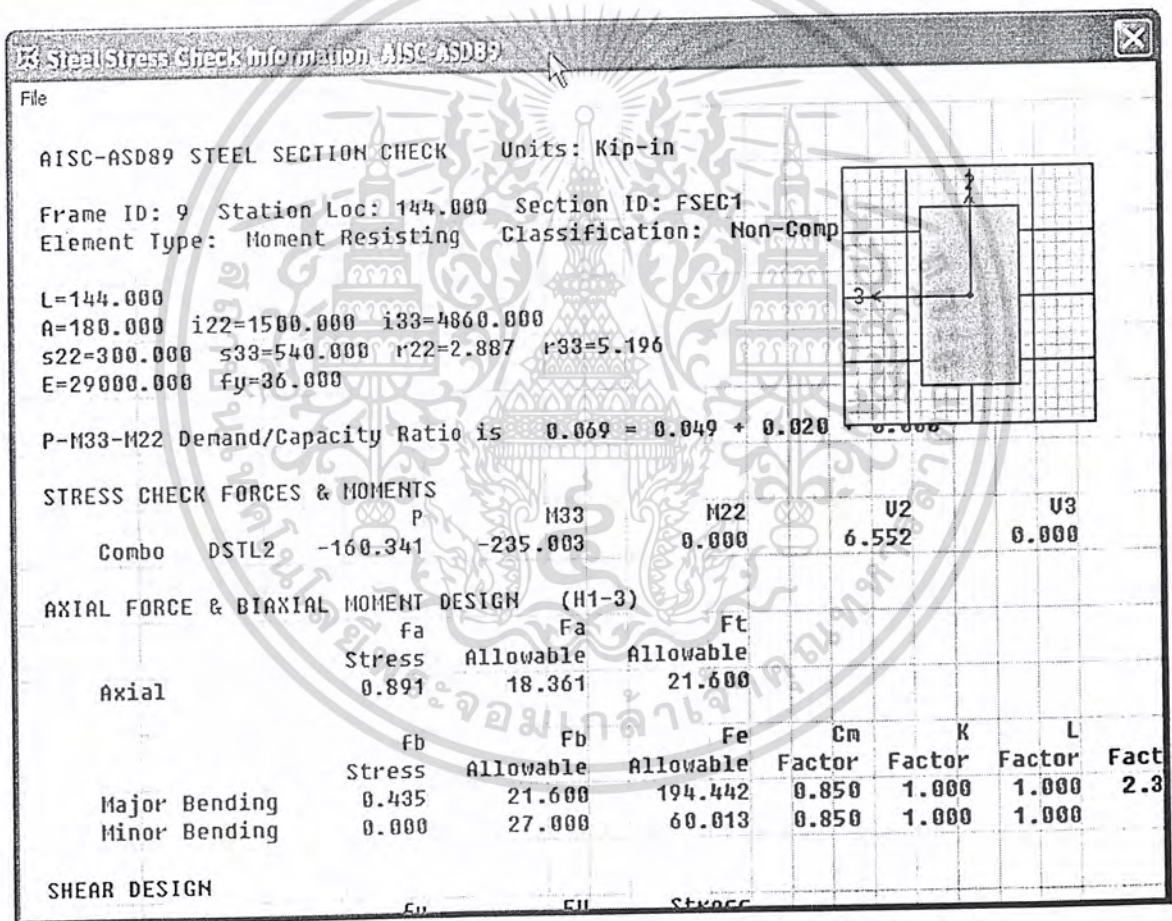 Steel Stress Check Information AISC-ASD89
File
AISC-ASD89 STEEL SECTION CHECK Units: Kip-in
Frame ID: 9 Station Loc: 144.000 Section ID: FSEC1
Element Type: Moment Resisting Classification: Non-Comp
2
3
L=144.000
A=180.000 i22=1500.000 i33=4860.000
s22=300.000 s33=540.000 r22=2.887 r33=5.196
E=29000.000 fy=36.000
P-M33-M22 Demand/Capacity Ratio is 0.069 = 0.049 + 0.020 + 0.000
STRESS CHECK FORCES & MOMENTS
P M33 M22 V2 V3
Combo DSTL2 -160.341 -235.003 0.000 6.552 0.000
AXIAL FORCE & BIAXIAL MOMENT DESIGN (H1-3)
fa Fa Ft
Stress Allowable Allowable
Axial 0.891 18.361 21.600
fb Fb Fe Cm K L
Stress Allowable Allowable Factor Factor Factor Fact
Major Bending 0.435 21.600 194.442 0.850 1.000 1.000 2.3
Minor Bending 0.000 27.000 60.013 0.850 1.000 1.000
SHEAR DESIGN
Stress